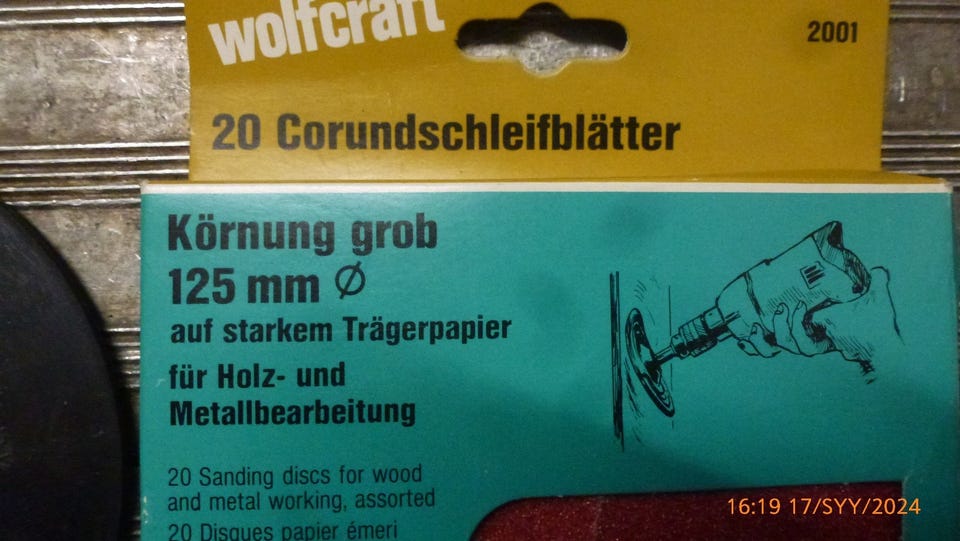 wolfcraft
2001
20 Corundschleifblätter
Körnung grob
125 mm Ø
auf starkem Trägerpapier
für Holz- und
Metallbearbeitung
20 Sanding discs for wood
and metal working, assorted
20 Disques papier émeri
16:19 17/SYY/2024